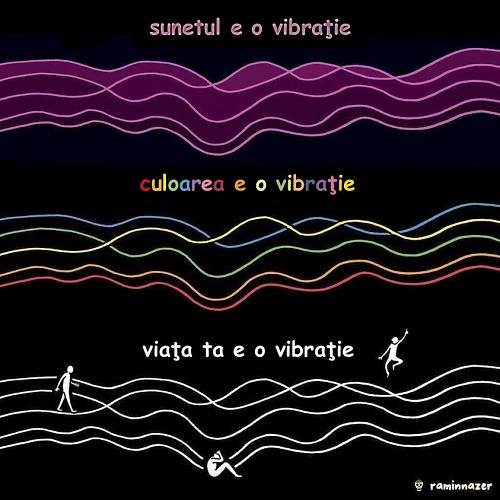 sunetul e o vibraţie
culoarea e o vibraţie
viaţa ta e o vibraţie
raminnazer